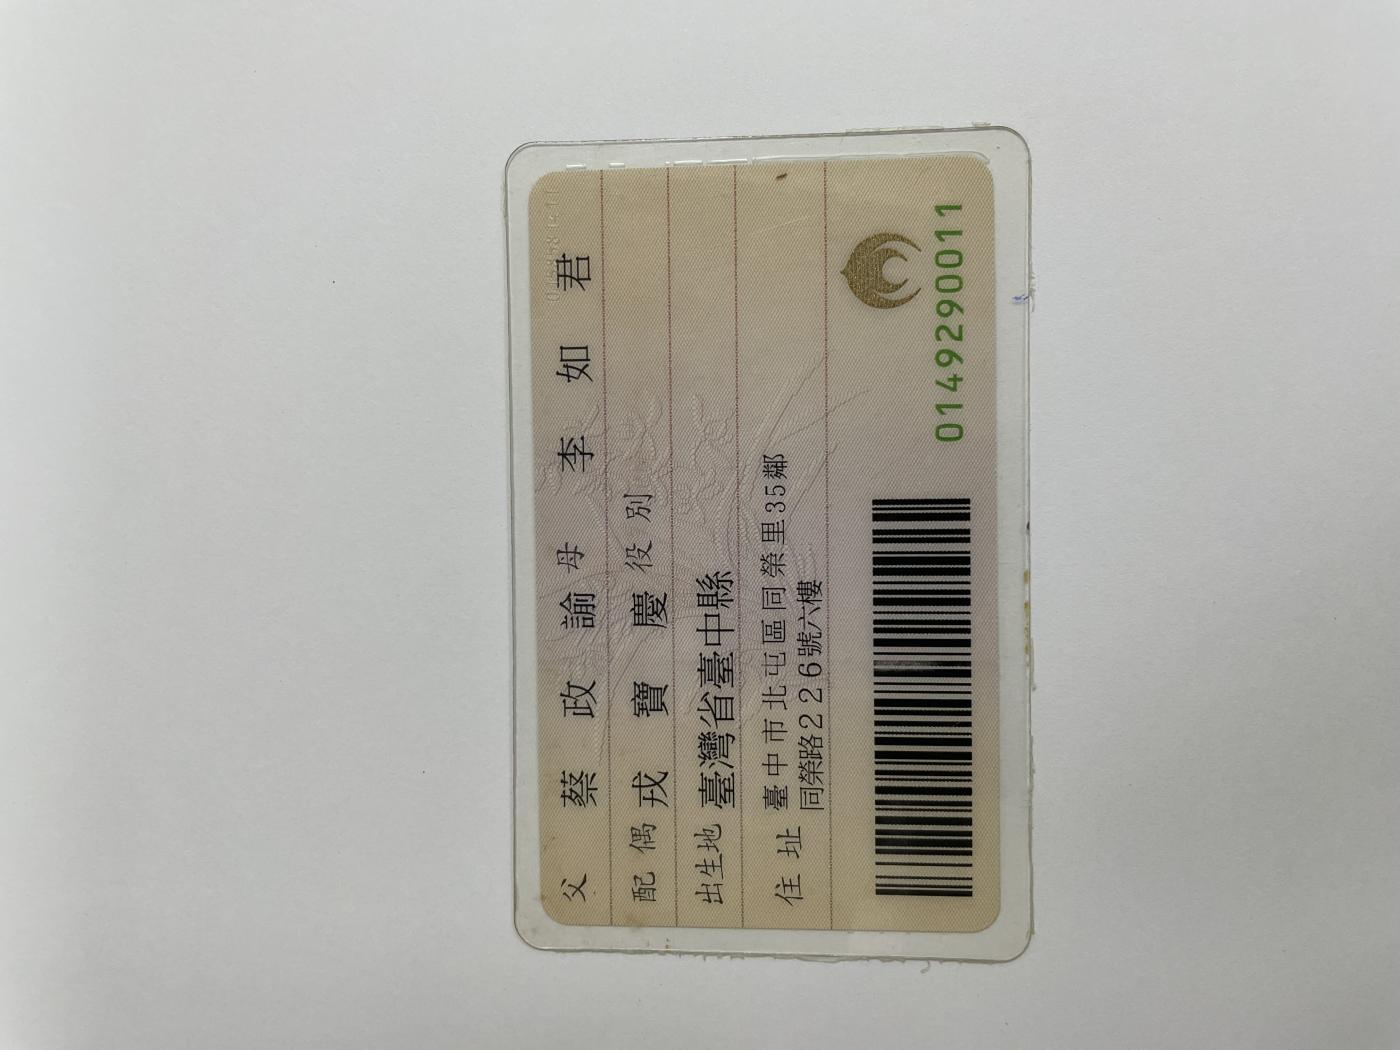 父 蔡政諭 母 李如君
配偶 戎寶慶 役別
出生地 臺灣省臺中縣
住址 臺中市北屯區同榮里35鄰
同榮路226號六樓
0149290011